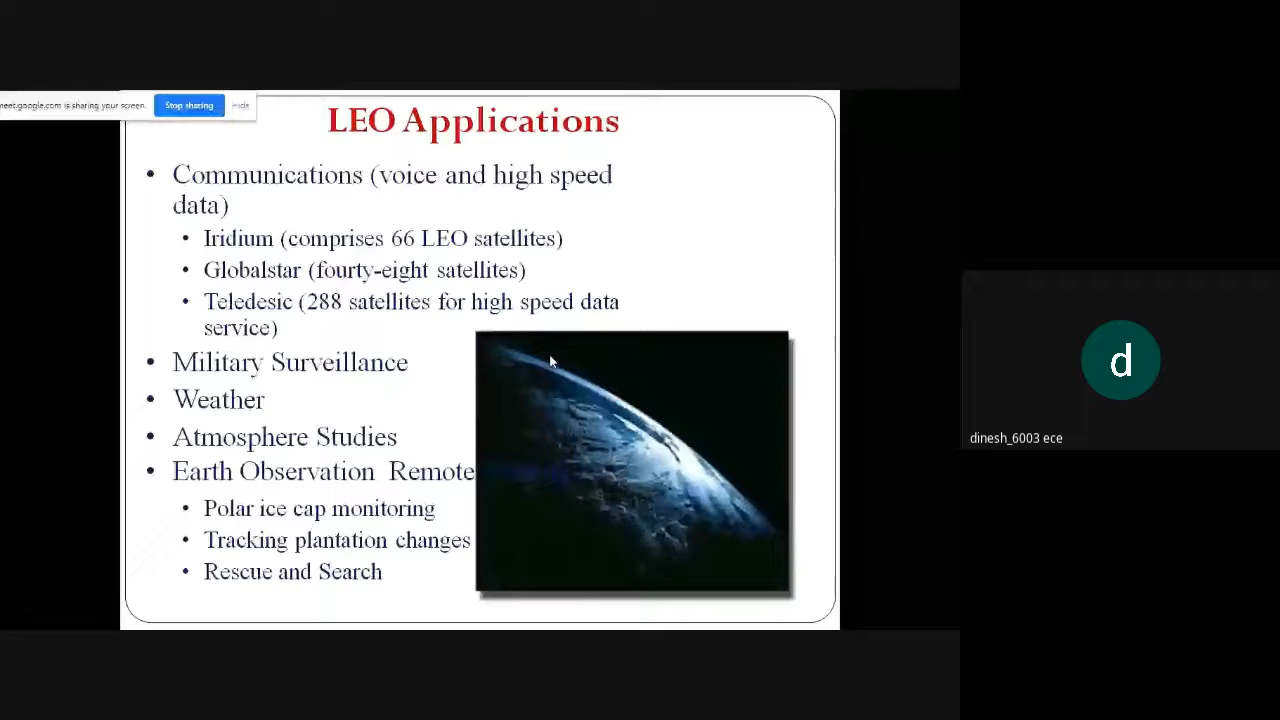 meet.google.com is sharing your screen. Stop sharing Hide
LEO Applications
• Communications (voice and high speed
data)
• Iridium (comprises 66 LEO satellites)
• Globalstar (fourty-eight satellites)
• Teledesic (288 satellites for high speed data
service)
• Military Surveillance
• Weather
• Atmosphere Studies
• Earth Observation Remote
• Polar ice cap monitoring
• Tracking plantation changes
• Rescue and Search
d
dinesh_6003 ece